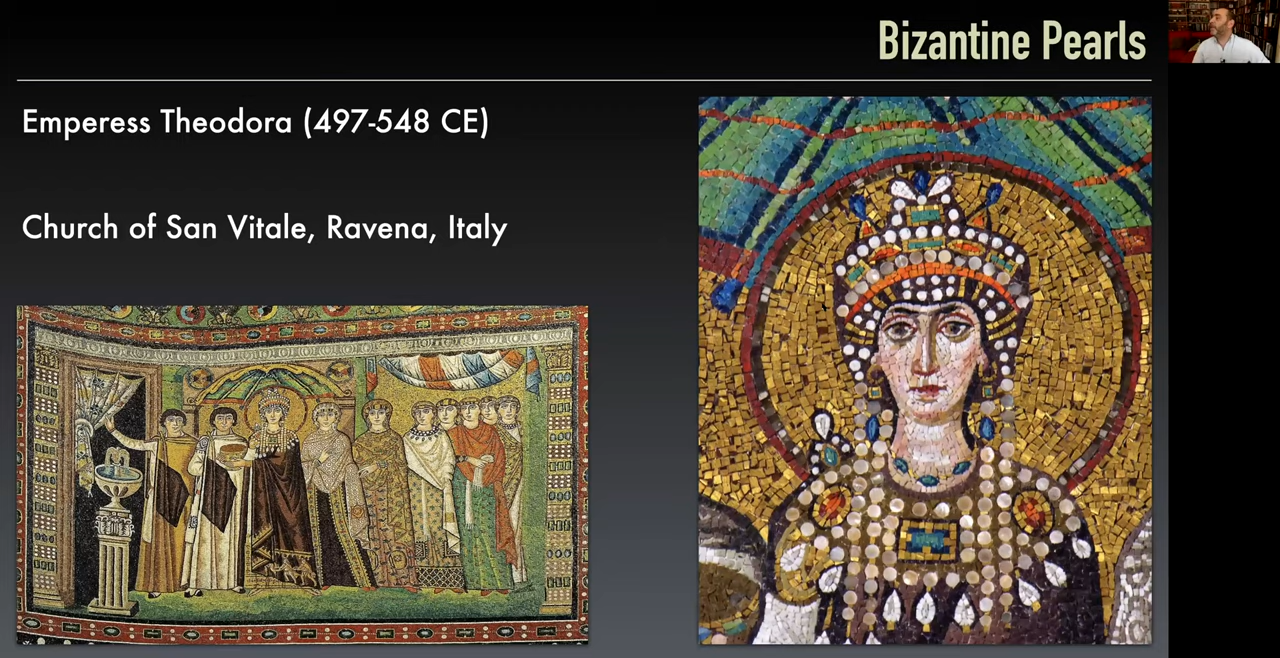 Bizantine Pearls
Emperess Theodora (497-548 CE)
Church of San Vitale, Ravena, Italy